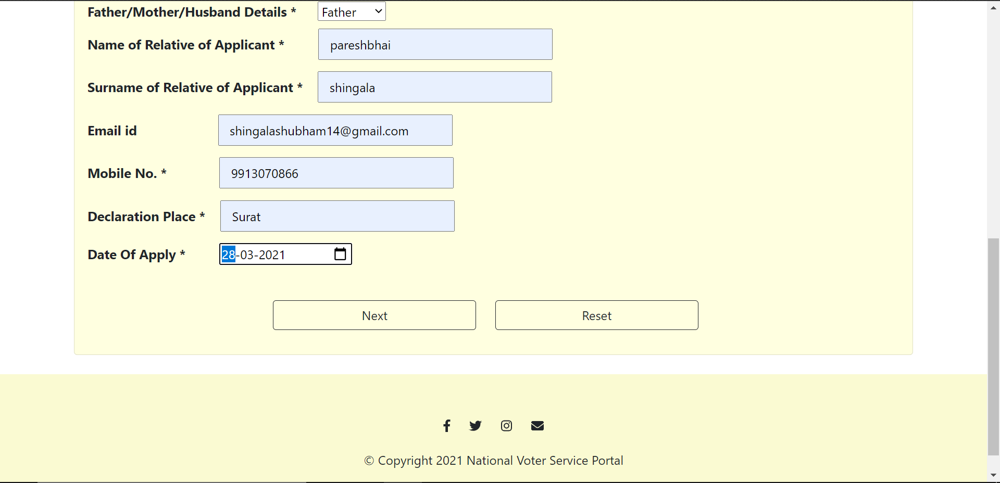 Father/Mother/Husband Details * Father
Name of Relative of Applicant * pareshbhai
Surname of Relative of Applicant * shingala
Email id shingalashubham14@gmail.com
Mobile No. * 9913070866
Declaration Place * Surat
Date Of Apply * 28-03-2021
Next Reset
© Copyright 2021 National Voter Service Portal